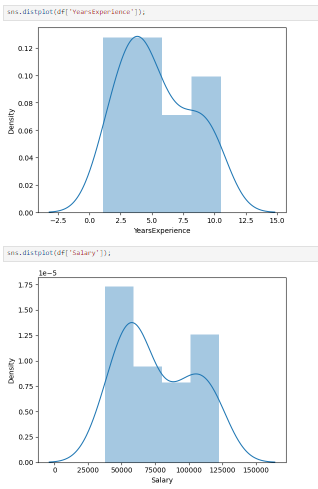 sns.distplot(df['YearsExperience']);
0.12
0.10
0.08
0.06
0.04
0.02
0.00
Density
−2.5 0.0 2.5 5.0 7.5 10.0 12.5 15.0
YearsExperience
sns.distplot(df['Salary']);
1e−5
1.75
1.50
1.25
1.00
0.75
0.50
0.25
0.00
Density
0 25000 50000 75000 100000 125000 150000
Salary